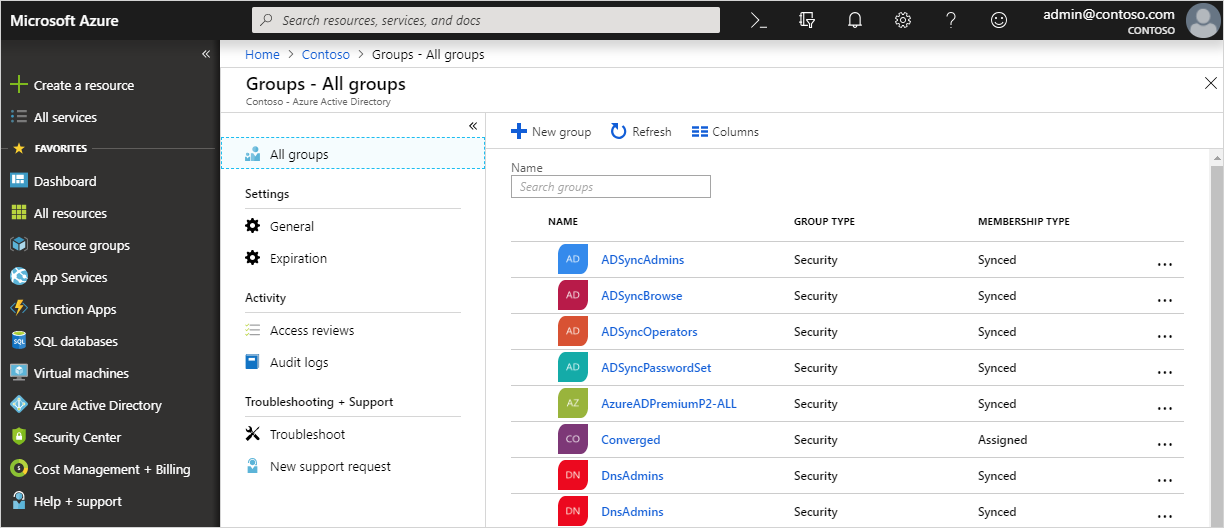 Microsoft Azure
Search resources, services, and docs
admin@contoso.com
CONTOSO
Create a resource
All services
FAVORITES
Dashboard
All resources
Resource groups
App Services
Function Apps
SQL databases
Virtual machines
Azure Active Directory
Security Center
Cost Management + Billing
Help + support
Home > Contoso > Groups - All groups
Groups - All groups
Contoso - Azure Active Directory
All groups
Settings
General
Expiration
Activity
Access reviews
Audit logs
Troubleshooting + Support
Troubleshoot
New support request
New group Refresh Columns
Name
Search groups
NAME GROUP TYPE MEMBERSHIP TYPE
AD ADSyncAdmins Security Synced ...
AD ADSyncBrowse Security Synced ...
AD ADSyncOperators Security Synced ...
AD ADSyncPasswordSet Security Synced ...
AZ AzureADPremiumP2-ALL Security Synced ...
CO Converged Security Assigned ...
DN DnsAdmins Security Synced ...
DN DnsAdmins Security Synced ...